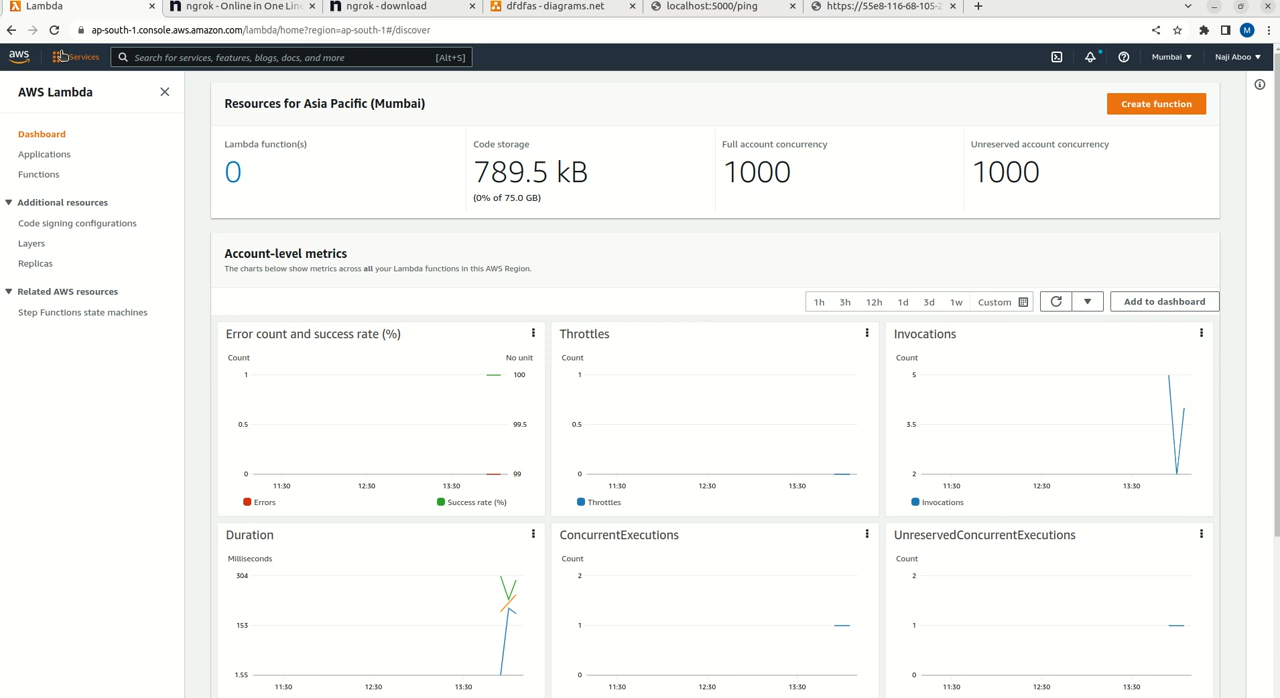 Lambda
ngrok - Online in One Line
ngrok - download
dfdfas - diagrams.net
localhost:5000/ping
https://55e8-116-68-105-2
ap-south-1.console.aws.amazon.com/lambda/home?region=ap-south-1#/discover
M
aws
Services
Search for services, features, blogs, docs, and more
[Alt+S]
Mumbai
Naji Aboo
AWS Lambda
Dashboard
Applications
Functions
Additional resources
Code signing configurations
Layers
Replicas
Related AWS resources
Step Functions state machines
Resources for Asia Pacific (Mumbai)
Create function
Lambda function(s)
0
Code storage
789.5 kB
(0% of 75.0 GB)
Full account concurrency
1000
Unreserved account concurrency
1000
Account-level metrics
The charts below show metrics across all your Lambda functions in this AWS Region.
1h 3h 12h 1d 3d 1w Custom
Add to dashboard
Error count and success rate (%)
Count No unit
1 100
0.5 99.5
0 99
11:30 12:30 13:30
Errors Success rate (%)
Throttles
Count
1
0.5
0
11:30 12:30 13:30
Throttles
Invocations
Count
5
3.5
2
11:30 12:30 13:30
Invocations
Duration
Milliseconds
304
153
1.55
11:30 12:30 13:30
ConcurrentExecutions
Count
2
1
0
11:30 12:30 13:30
UnreservedConcurrentExecutions
Count
2
1
0
11:30 12:30 13:30